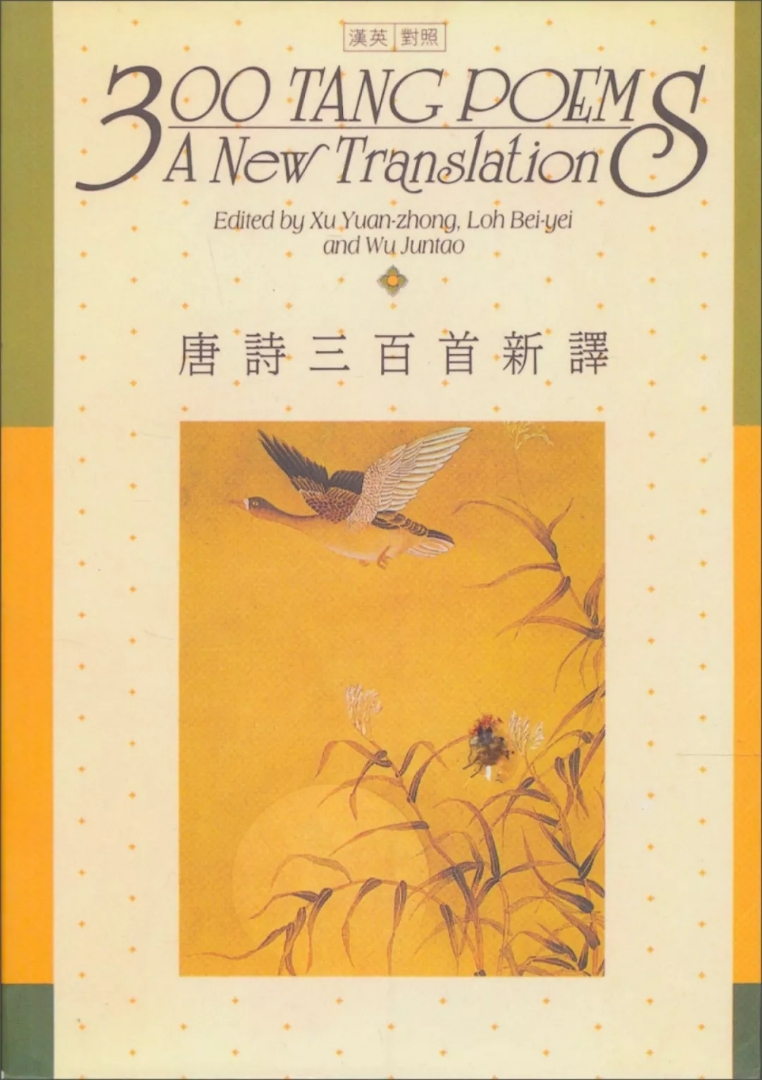 漢英 對照
300 TANG POEMS
A New Translation
Edited by Xu Yuan-zhong, Loh Bei-yei
and Wu Juntao
唐詩三百首新譯